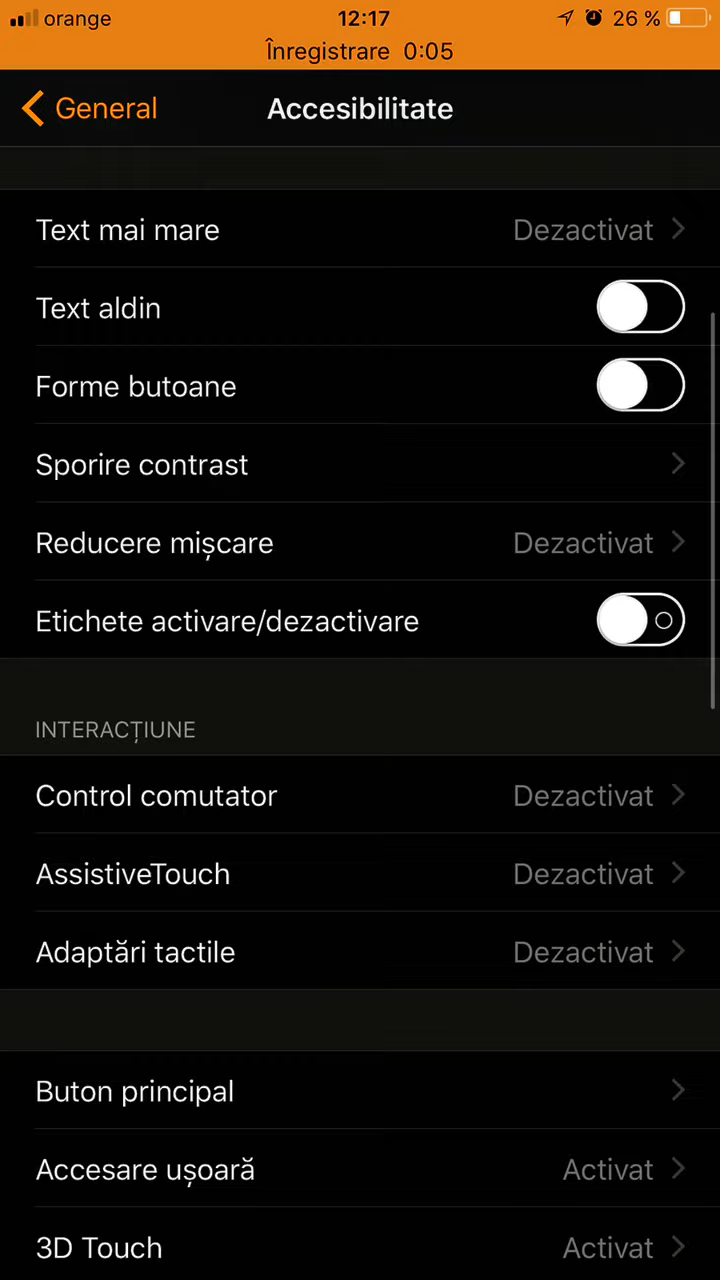 orange 12:17 26 %
Înregistrare 0:05
General Accesibilitate
Text mai mare Dezactivat
Text aldin
Forme butoane
Sporire contrast
Reducere mișcare Dezactivat
Etichete activare/dezactivare
INTERACȚIUNE
Control comutator Dezactivat
AssistiveTouch Dezactivat
Adaptări tactile Dezactivat
Buton principal
Accesare ușoară Activat
3D Touch Activat